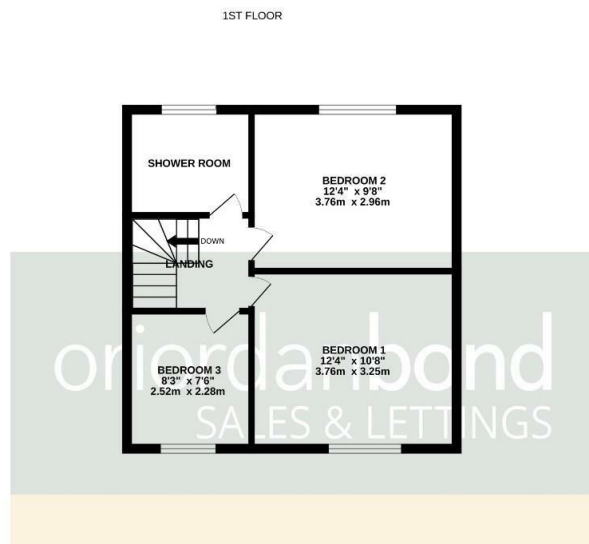 1ST FLOOR
SHOWER ROOM
BEDROOM 2
12'4" x 9'8"
3.76m x 2.96m
DOWN
LANDING
BEDROOM 1
12'4" x 10'8"
3.76m x 3.25m
BEDROOM 3
8'3" x 7'6"
2.52m x 2.28m
oriordanbond
SALES & LETTINGS